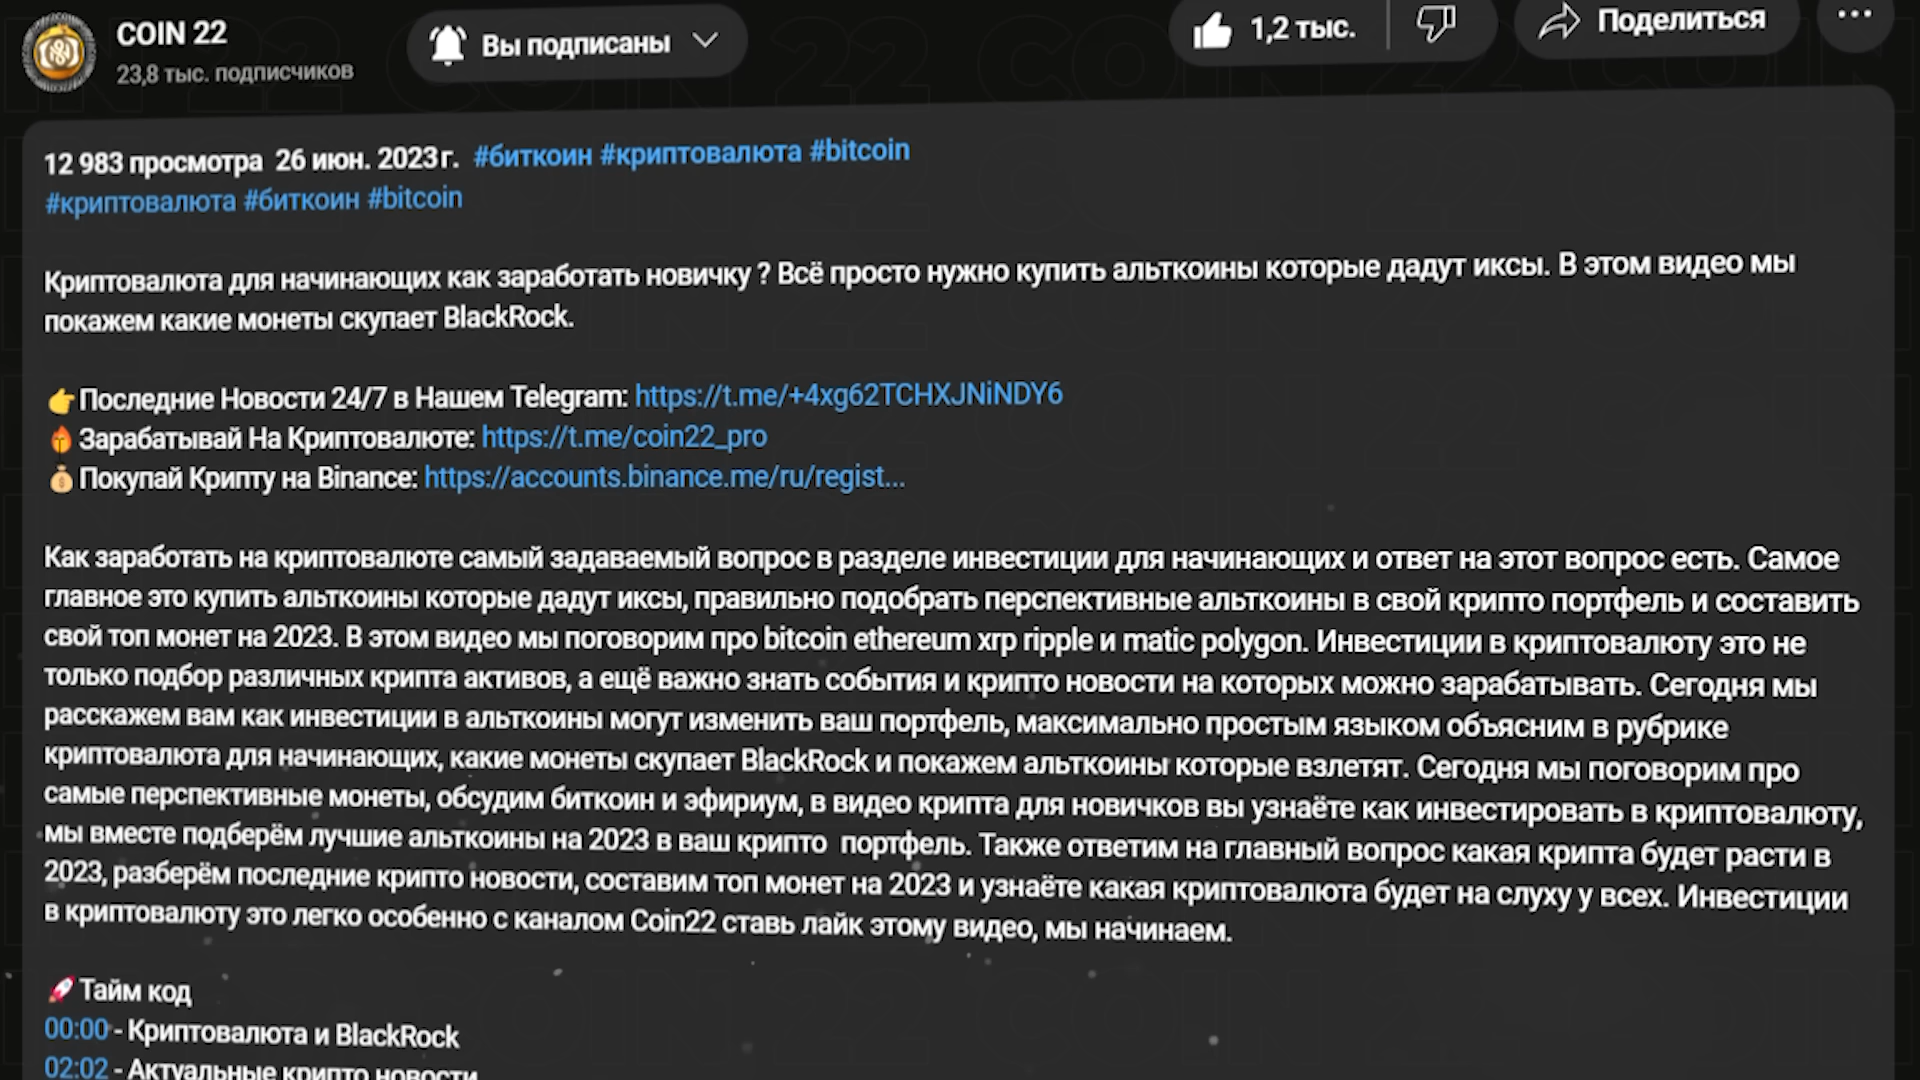 COIN 22
23,8 тыс. подписчиков
Вы подписаны
1,2 тыс.
Поделиться
12 983 просмотра 26 июн. 2023 г. #биткоин #криптовалюта #bitcoin
#криптовалюта #биткоин #bitcoin
Криптовалюта для начинающих как заработать новичку ? Всё просто нужно купить альткоины которые дадут иксы. В этом видео мы
покажем какие монеты скупает BlackRock.
👉Последние Новости 24/7 в Нашем Telegram: https://t.me/+4xg62TCHXJNiNDY6
🔥Зарабатывай На Криптовалюте: https://t.me/coin22_pro
💰Покупай Крипту на Binance: https://accounts.binance.me/ru/regist...
Как заработать на криптовалюте самый задаваемый вопрос в разделе инвестиции для начинающих и ответ на этот вопрос есть. Самое
главное это купить альткоины которые дадут иксы, правильно подобрать перспективные альткоины в свой крипто портфель и составить
свой топ монет на 2023. В этом видео мы поговорим про bitcoin ethereum xrp ripple и matic polygon. Инвестиции в криптовалюту это не
только подбор различных крипта активов, а ещё важно знать события и крипто новости на которых можно зарабатывать. Сегодня мы
расскажем вам как инвестиции в альткоины могут изменить ваш портфель, максимально простым языком объясним в рубрике
криптовалюта для начинающих, какие монеты скупает BlackRock и покажем альткоины которые взлетят. Сегодня мы поговорим про
самые перспективные монеты, обсудим биткоин и эфириум, в видео крипта для новичков вы узнаёте как инвестировать в криптовалюту,
мы вместе подберём лучшие альткоины на 2023 в ваш крипто портфель. Также ответим на главный вопрос какая крипта будет расти в
2023, разберём последние крипто новости, составим топ монет на 2023 и узнаёте какая криптовалюта будет на слуху у всех. Инвестиции
в криптовалюту это легко особенно с каналом Coin22 ставь лайк этому видео, мы начинаем.
🚀Тайм код
00:00 - Криптовалюта и BlackRock
02:02 - Актуальные крипто новости